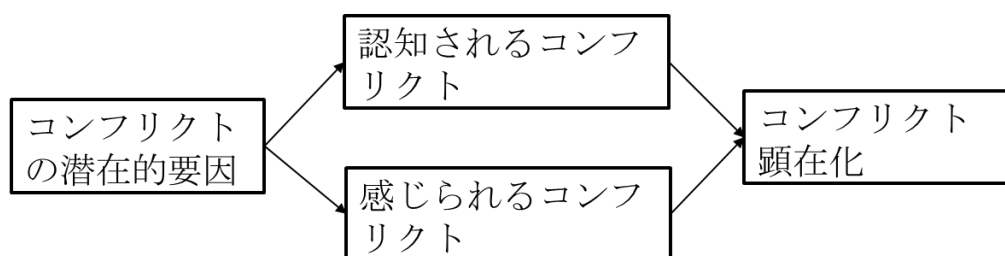 コンフリクト
の潜在的要因
認知されるコンフ
リクト
感じられるコンフ
リクト
コンフリクト
顕在化